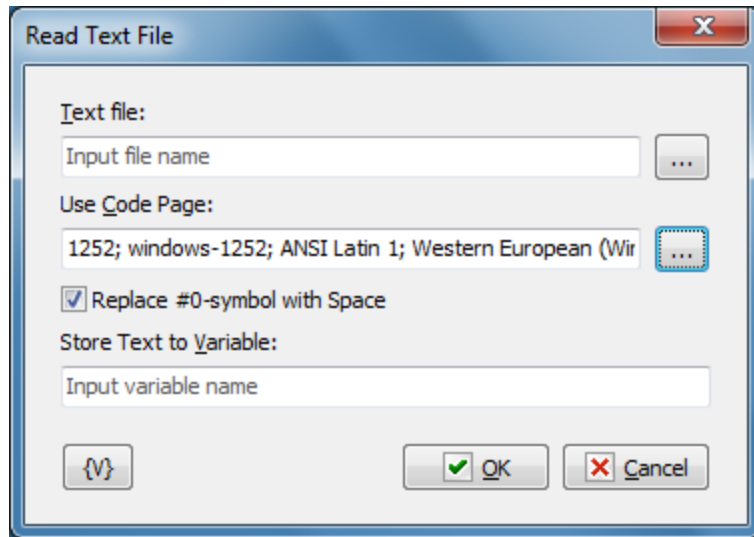 Read Text File
Text file:
Input file name
...
Use Code Page:
1252; windows-1252; ANSI Latin 1; Western European (Wir
...
Replace #0-symbol with Space
Store Text to Variable:
Input variable name
{V}
OK
Cancel